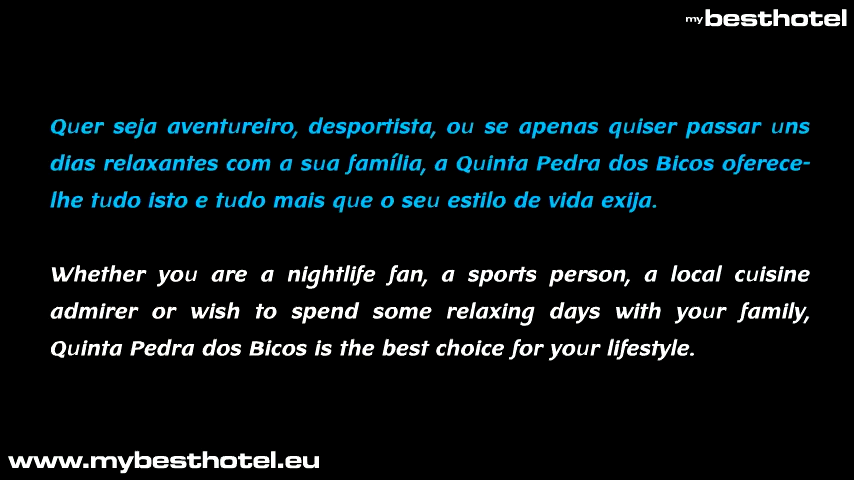 mybesthotel
Quer seja aventureiro, desportista, ou se apenas quiser passar uns
dias relaxantes com a sua família, a Quinta Pedra dos Bicos oferece-
lhe tudo isto e tudo mais que o seu estilo de vida exija.
Whether you are a nightlife fan, a sports person, a local cuisine
admirer or wish to spend some relaxing days with your family,
Quinta Pedra dos Bicos is the best choice for your lifestyle.
www.mybesthotel.eu